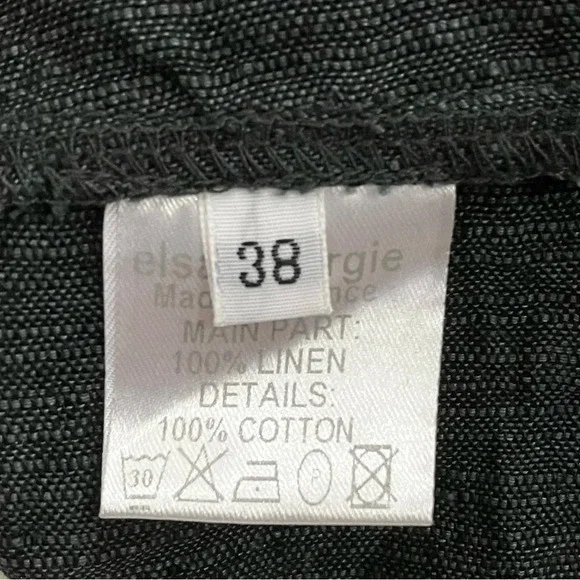 38
MAIN PART:
100% LINEN
DETAILS:
100% COTTON
30 P